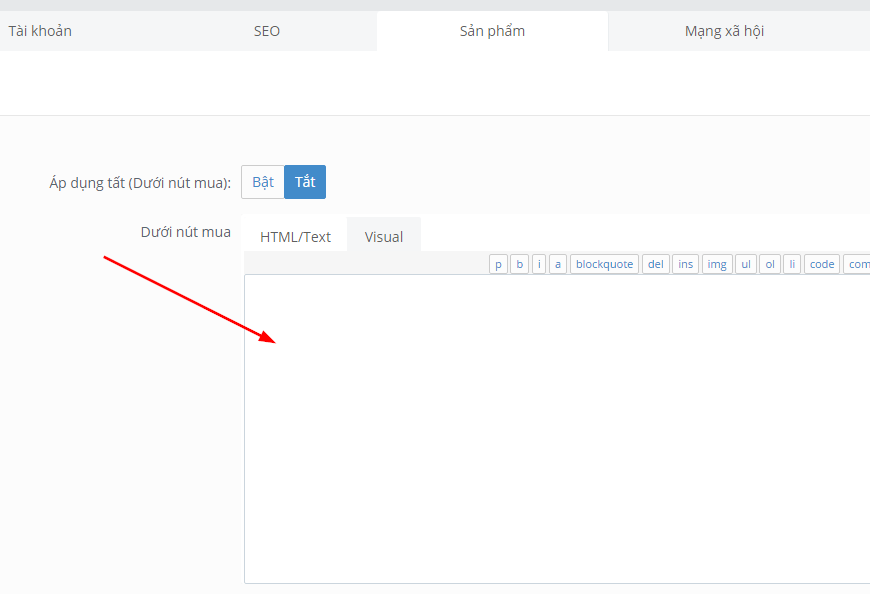 Tài khoản SEO Sản phẩm Mạng xã hội
Áp dụng tất (Dưới nút mua): Bật Tắt
Dưới nút mua HTML/Text Visual
p b i a blockquote del ins img ul ol li code com